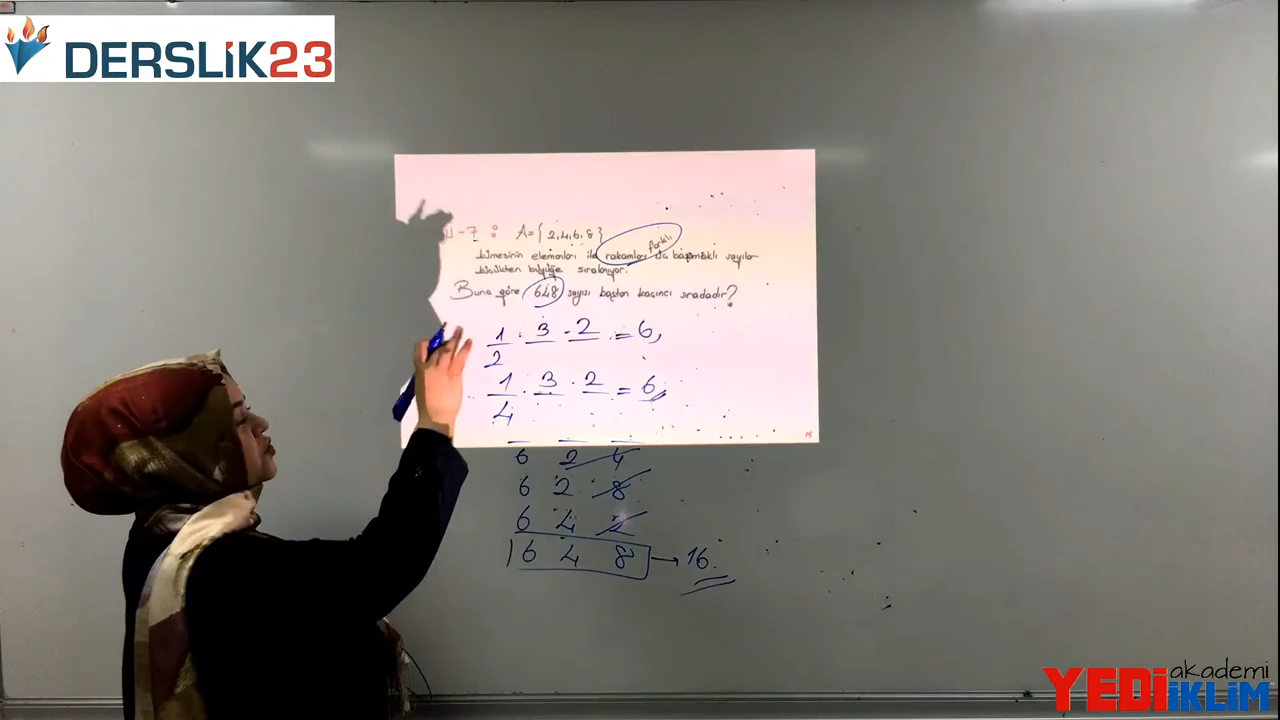 DERSLİK23
-7 : A={2,4,6,8}
kümesinin elemanları ile rakamları farklı üç basamaklı sayılar
küçükten büyüğe sıralanıyor.
Buna göre 648 sayısı baştan kaçıncı sıradadır?
1 . 3 . 2 . = 6
2
1 . 3 . 2 = 6
4
6 2 4
6 2 8
6 4 2
6 4 8 → 16.
YEDİ İKLİM akademi